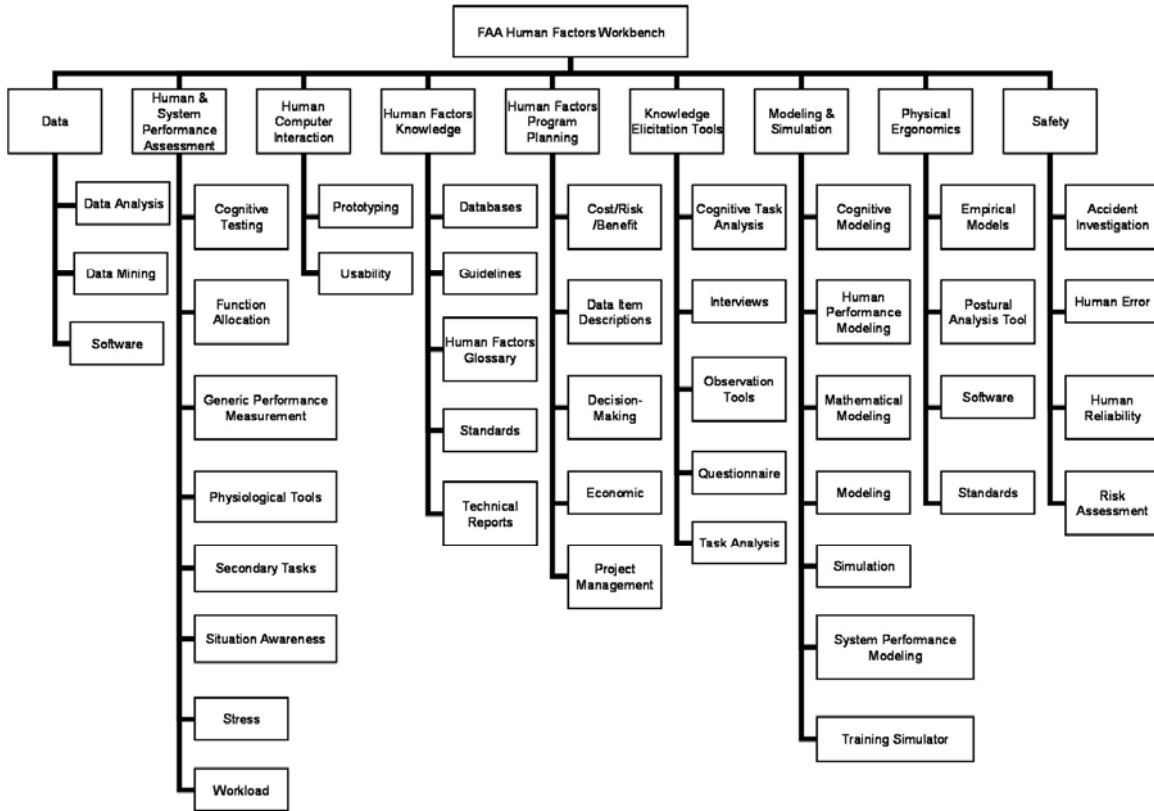 FAA Human Factors Workbench
Data
Human &
System
Performance
Assessment
Human
Computer
Interaction
Human Factors
Knowledge
Human Factors
Program
Planning
Knowledge
Elicitation Tools
Modeling &
Simulation
Physical
Ergonomics
Safety
Data Analysis
Data Mining
Software
Cognitive
Testing
Function
Allocation
Generic Performance
Measurement
Physiological Tools
Secondary Tasks
Situation Awareness
Stress
Workload
Prototyping
Usability
Databases
Guidelines
Human Factors
Glossary
Standards
Technical
Reports
Cost/Risk
/Benefit
Data Item
Descriptions
Decision-
Making
Economic
Project
Management
Cognitive Task
Analysis
Interviews
Observation
Tools
Questionnaire
Task Analysis
Cognitive
Modeling
Human
Performance
Modeling
Mathematical
Modeling
Modeling
Simulation
System Performance
Modeling
Training Simulator
Empirical
Models
Postural
Analysis Tool
Software
Standards
Accident
Investigation
Human Error
Human
Reliability
Risk
Assessment